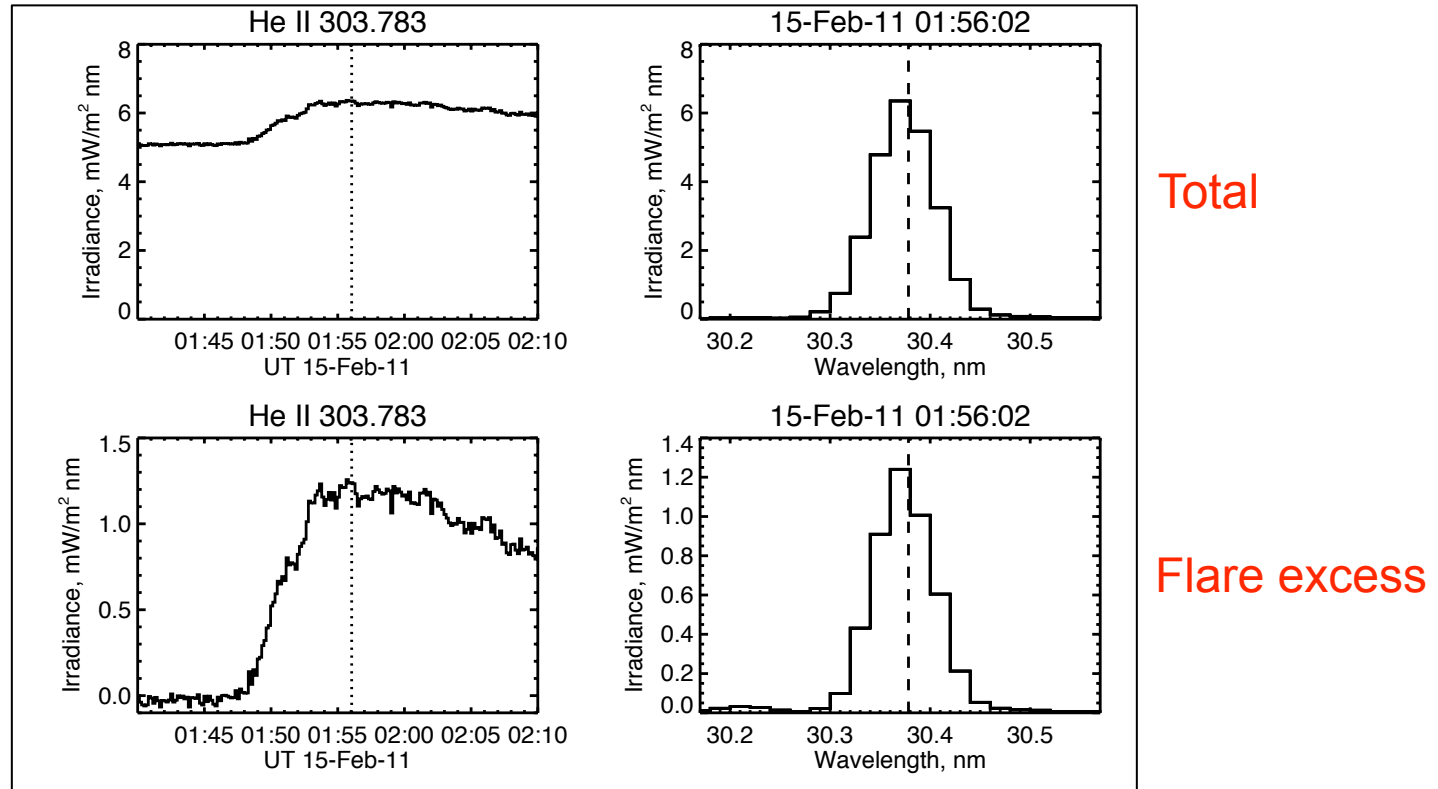 He II 303.783
Irradiance, mW/m² nm
8
6
4
2
0
01:45 01:50 01:55 02:00 02:05 02:10
UT 15-Feb-11
15-Feb-11 01:56:02
Irradiance, mW/m² nm
8
6
4
2
0
30.2 30.3 30.4 30.5
Wavelength, nm
Total
He II 303.783
Irradiance, mW/m² nm
1.5
1.0
0.5
0.0
01:45 01:50 01:55 02:00 02:05 02:10
UT 15-Feb-11
15-Feb-11 01:56:02
Irradiance, mW/m² nm
1.4
1.2
1.0
0.8
0.6
0.4
0.2
0.0
30.2 30.3 30.4 30.5
Wavelength, nm
Flare excess